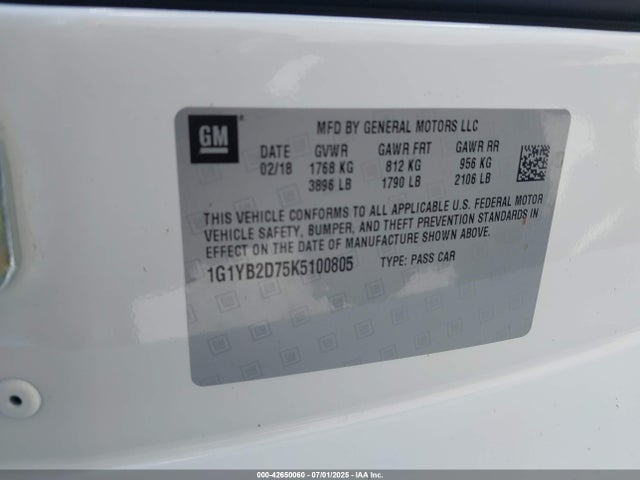 GM
MFD BY GENERAL MOTORS LLC
DATE GVWR GAWR FRT GAWR RR
02/18 1768 KG 812 KG 956 KG
3896 LB 1790 LB 2106 LB
THIS VEHICLE CONFORMS TO ALL APPLICABLE U.S. FEDERAL MOTOR
VEHICLE SAFETY, BUMPER, AND THEFT PREVENTION STANDARDS IN
EFFECT ON THE DATE OF MANUFACTURE SHOWN ABOVE.
1G1YB2D75K5100805 TYPE: PASS CAR
000-42650060 - 07/01/2025 - IAA Inc.